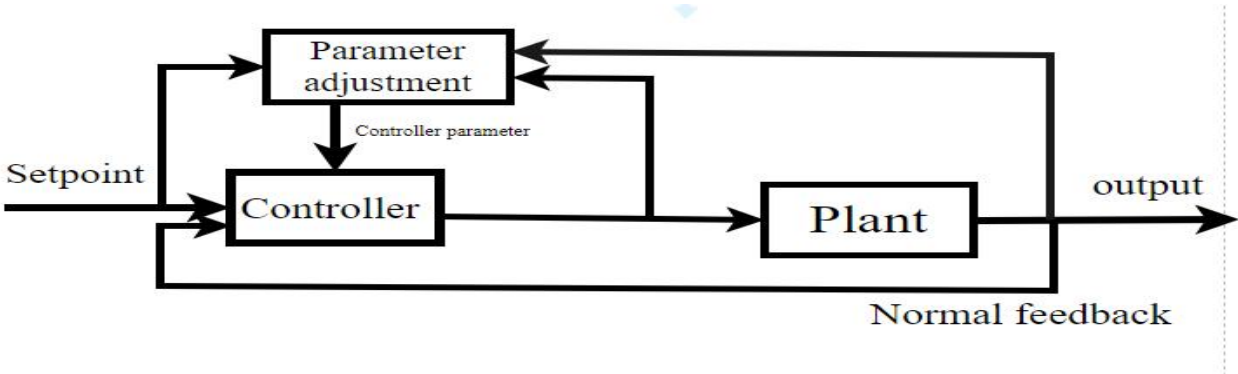 Parameter
adjustment
Controller parameter
Setpoint
Controller
Plant
output
Normal feedback